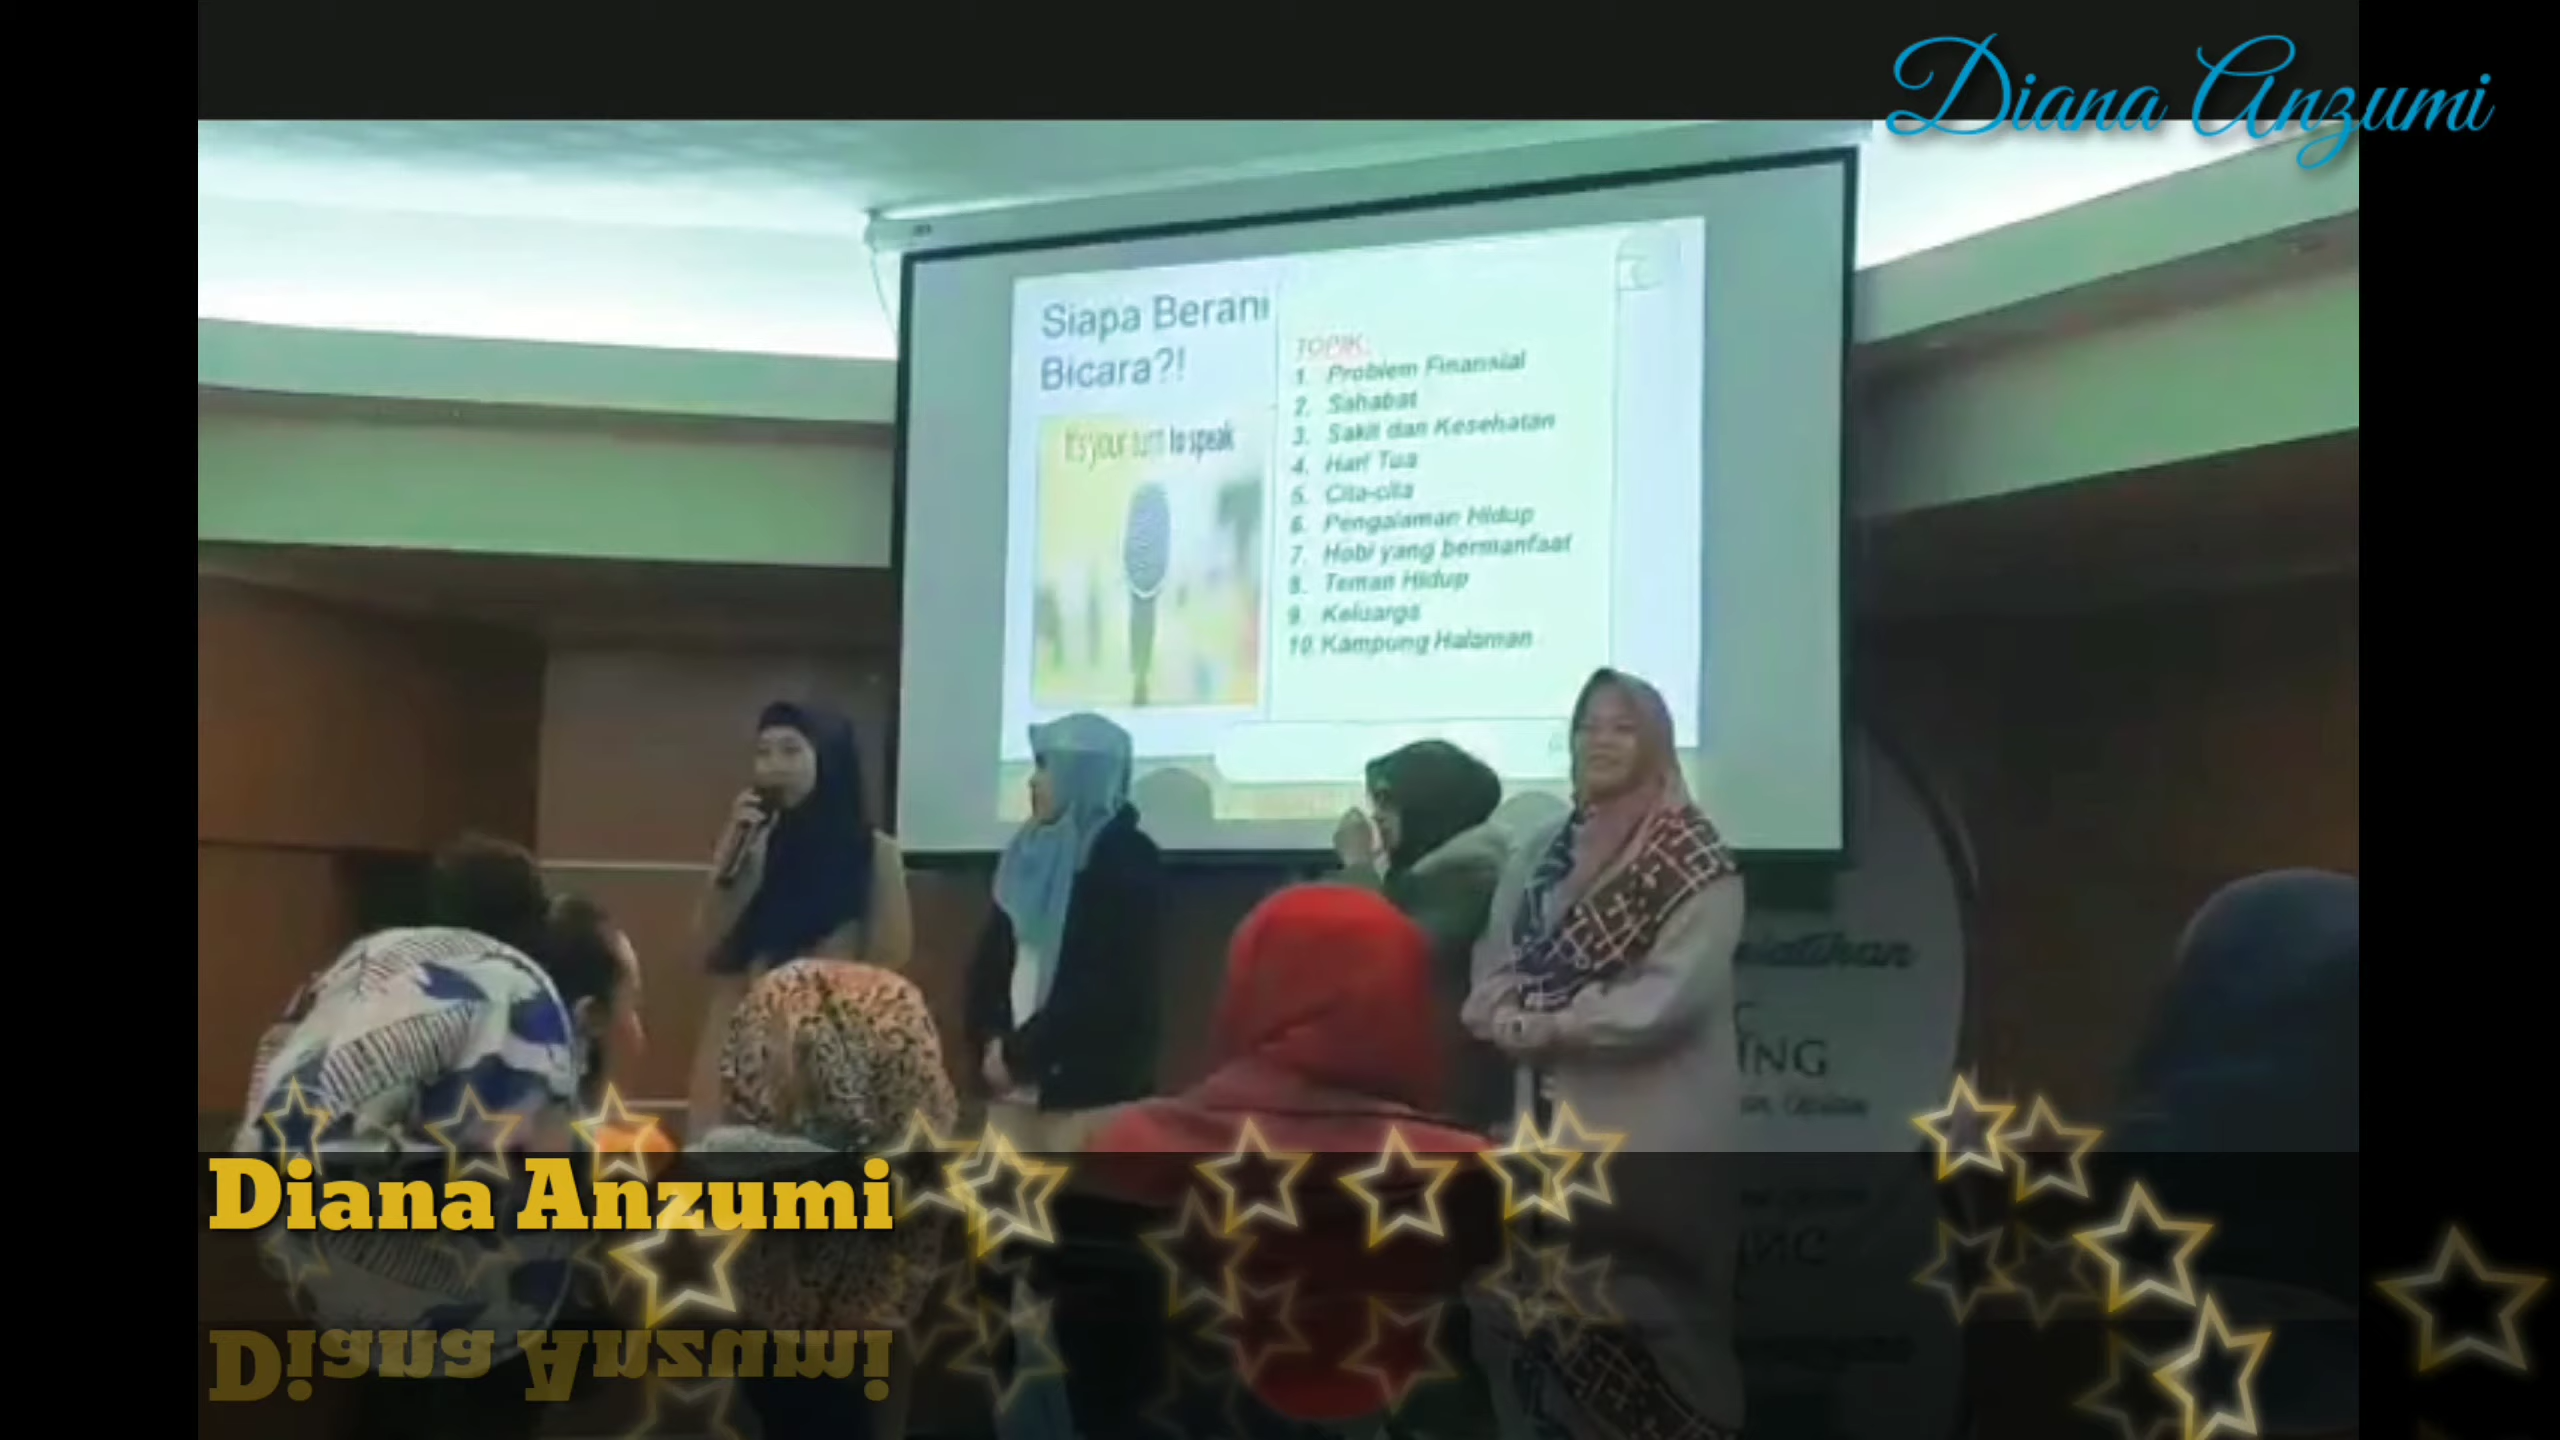 Diana Anzumi
Siapa Berani
Bicara?!
It's your turn to speak
TOPIK:
1. Problem Finansial
2. Sahabat
3. Sakit dan Kesehatan
4. Hari Tua
5. Cita-cita
6. Pengalaman Hidup
7. Hobi yang bermanfaat
8. Teman Hidup
9. Keluarga
10. Kampung Halaman
ING
Diana Anzumi